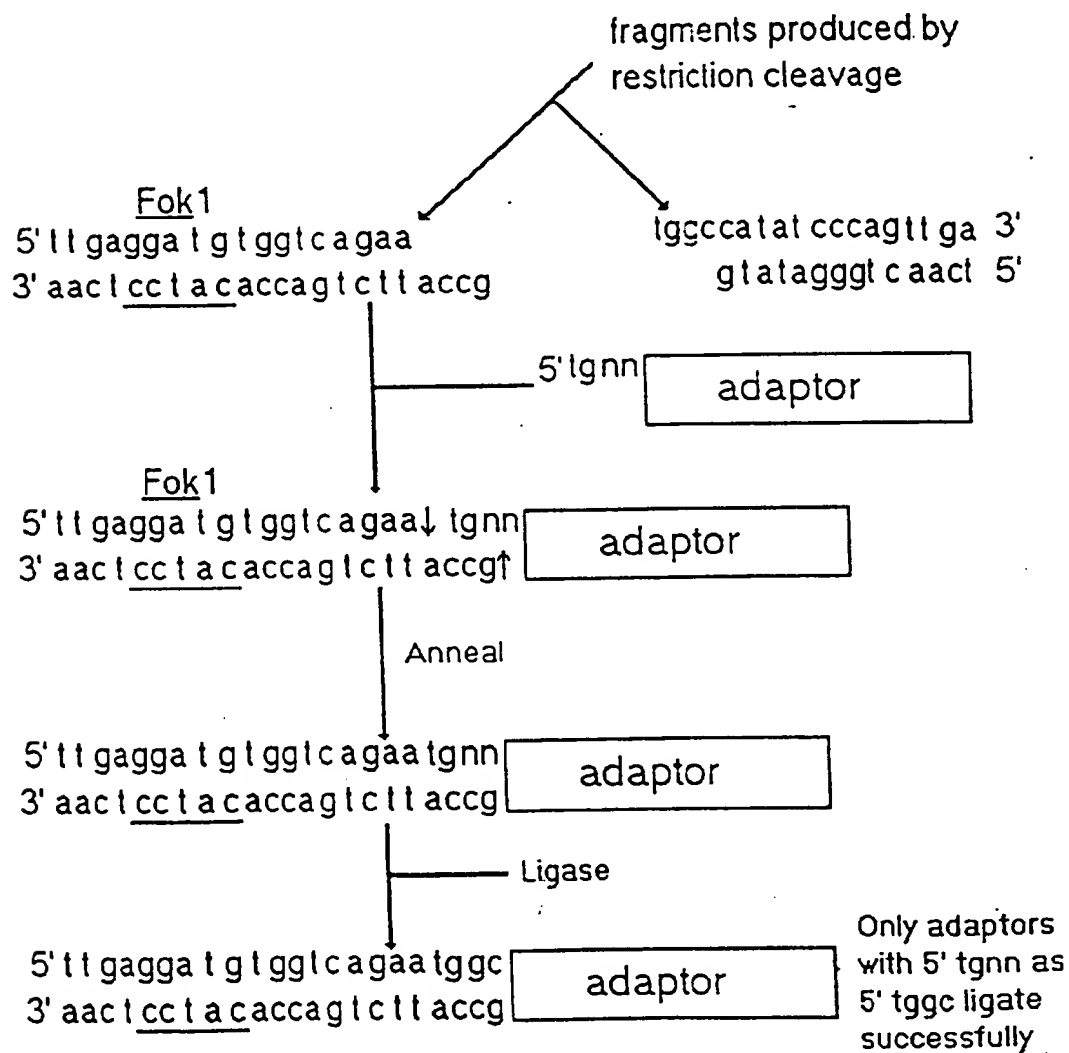 fragments produced by
restriction cleavage
Fok1
5' ttgaggatgtggtcagaa
3' aactcctacaccagtcttaccg
tgcccatatcccagttga 3'
gtatagggtcaact 5'
5' tgnn
adaptor
Fok1
5' ttgaggatgtggtcagaa↓ tgnn
3' aactcctacaccagtcttaccg↑
adaptor
Anneal
5' ttgaggatgtggtcagaatgnn
3' aactcctacaccagtcttaccg
adaptor
Ligase
5' ttgaggatgtggtcagaatggc
3' aactcctacaccagtcttaccg
adaptor
Only adaptors
with 5' tgnn as
5' tggc ligate
successfully